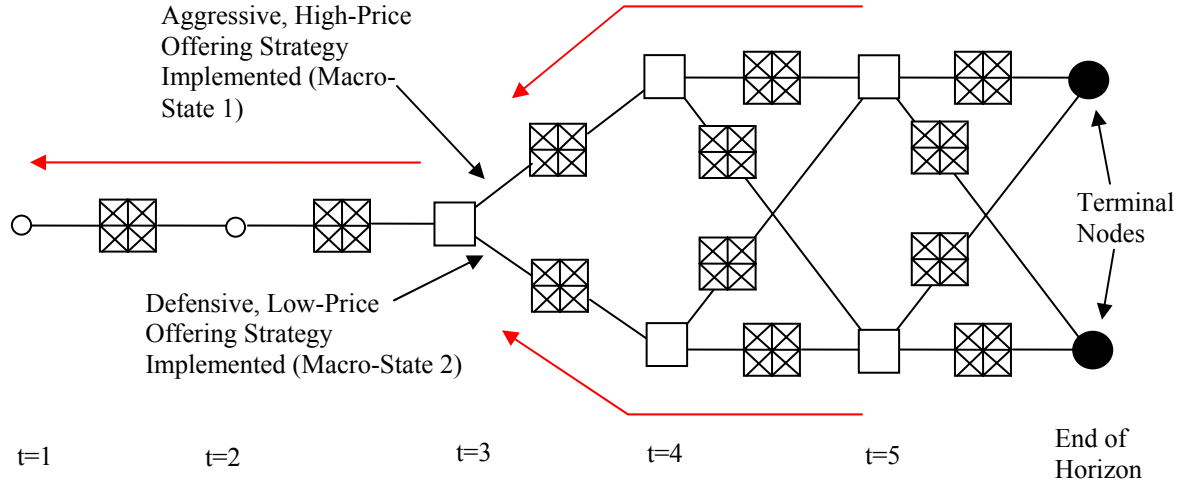 Aggressive, High-Price
Offering Strategy
Implemented (Macro-
State 1)
Terminal
Nodes
Defensive, Low-Price
Offering Strategy
Implemented (Macro-State 2)
t=1
t=2
t=3
t=4
t=5
End of
Horizon